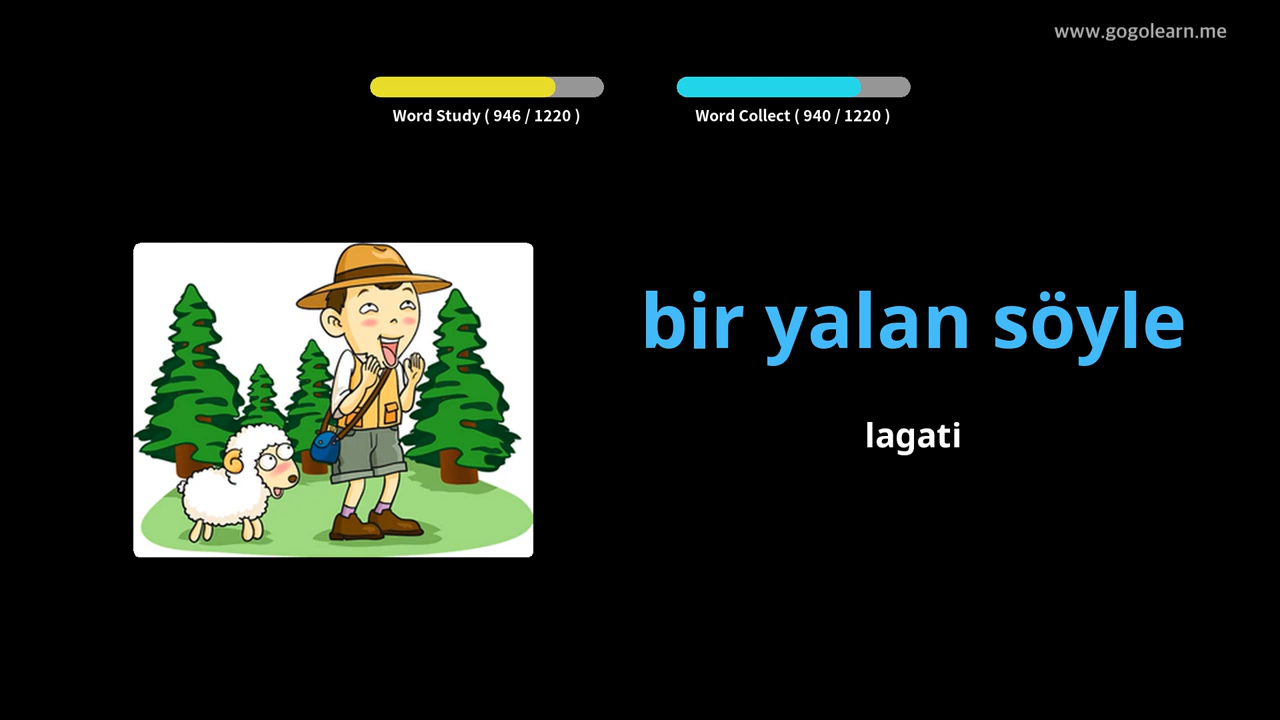 www.gogolearn.me
Word Study ( 946 / 1220 )
Word Collect ( 940 / 1220 )
bir yalan söyle
lagati